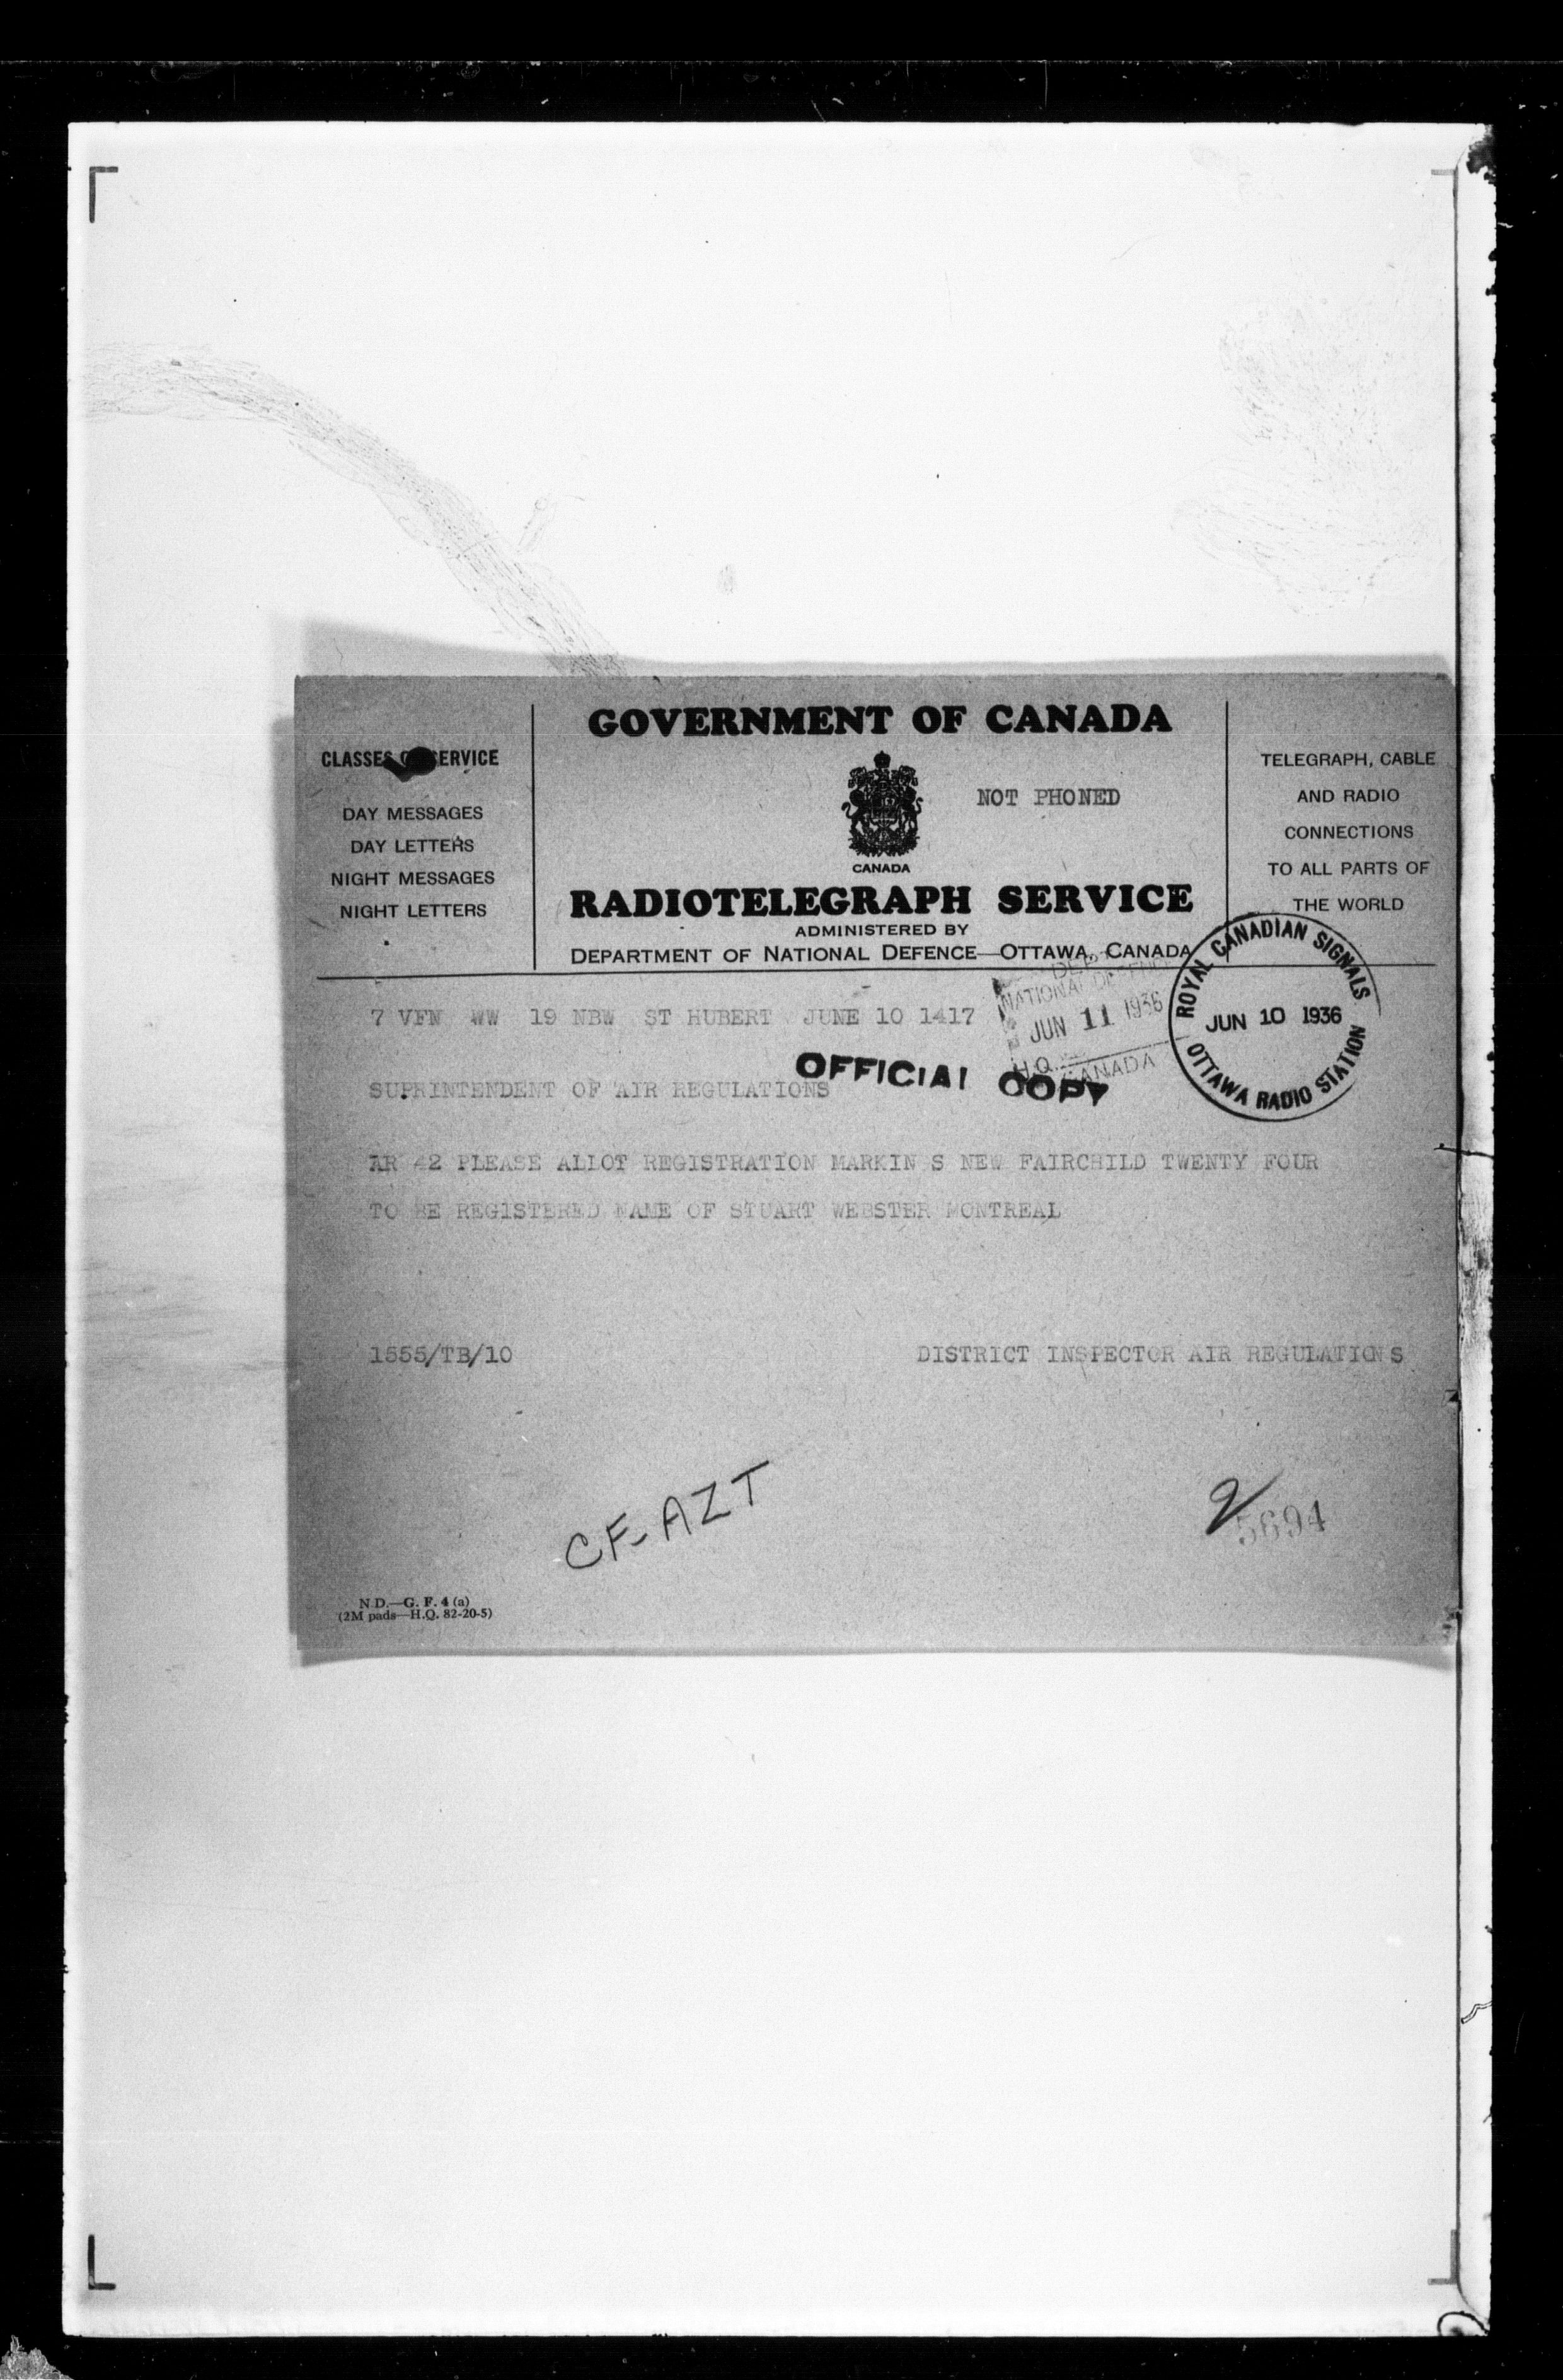 GOVERNMENT OF CANADA
CLASSES OF SERVICE
DAY MESSAGES
DAY LETTERS
NIGHT MESSAGES
NIGHT LETTERS
NOT PHONED
CANADA
RADIOTELEGRAPH SERVICE
ADMINISTERED BY
DEPARTMENT OF NATIONAL DEFENCE—OTTAWA, CANADA
TELEGRAPH, CABLE
AND RADIO
CONNECTIONS
TO ALL PARTS OF
THE WORLD
ROYAL CANADIAN SIGNALS
JUN 10 1936
OTTAWA RADIO STATION
DEPT
NATIONAL DEFENCE
JUN 11 1936
H.Q.
CANADA
7 VFN WW 19 NBW ST HUBERT JUNE 10 1417
OFFICIAL COPY
SUPRINTENDENT OF AIR REGULATIONS
AR 42 PLEASE ALLOT REGISTRATION MARKIN S NEW FAIRCHILD TWENTY FOUR
TO BE REGISTERED NAME OF STUART WEBSTER MONTREAL
1555/TB/10 DISTRICT INSPECTOR AIR REGULATIONS
CF-AZT
5694
N.D.—G. F. 4 (a)
(2M pads—H.Q. 82-20-5)